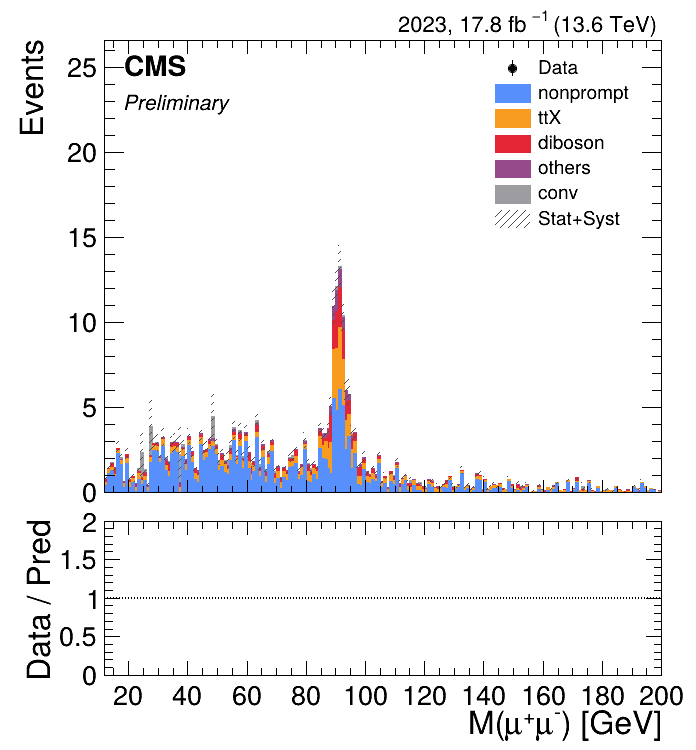 2023, 17.8 fb⁻¹ (13.6 TeV)
CMS
Preliminary
Data
nonprompt
ttX
diboson
others
conv
Stat+Syst
Events
25
20
15
10
5
0
Data / Pred
2
1.5
1
0.5
0
20 40 60 80 100 120 140 160 180 200
M(μ⁺μ⁻) [GeV]